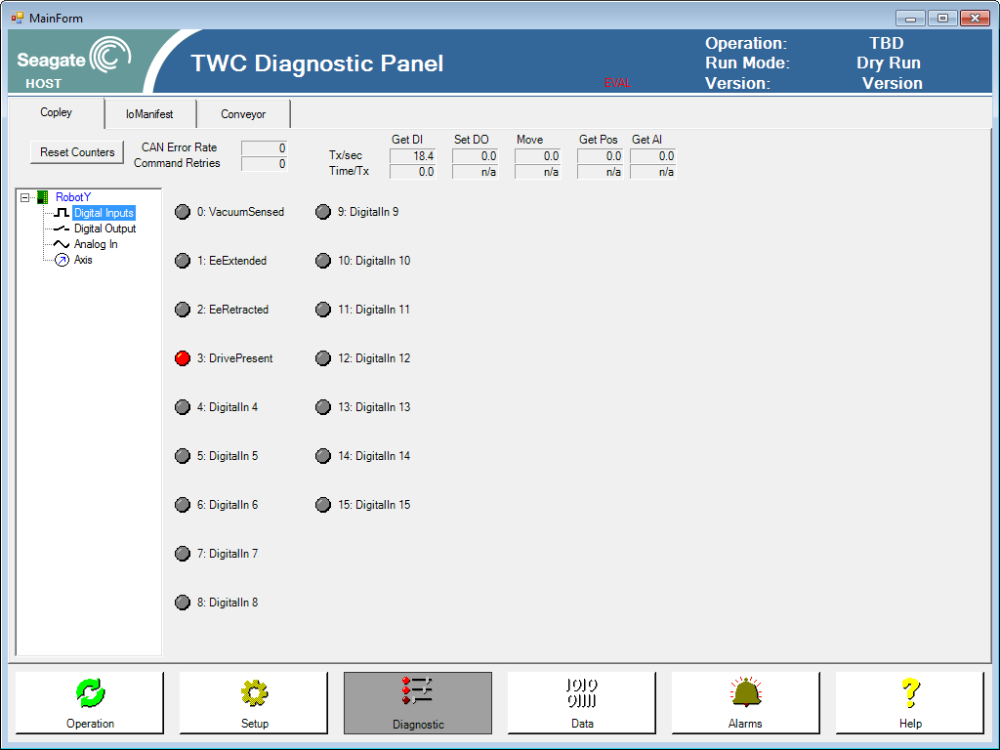 MainForm
Seagate
HOST
TWC Diagnostic Panel
EVAL
Operation: TBD
Run Mode: Dry Run
Version: Version
Copley IoManifest Conveyor
Reset Counters
CAN Error Rate 0
Command Retries 0
Get DI Set DO Move Get Pos Get AI
Tx/sec 18.4 0.0 0.0 0.0 0.0
Time/Tx 0.0 n/a n/a n/a n/a
RobotY
Digital Inputs
Digital Output
Analog In
Axis
0: VacuumSensed
1: EeExtended
2: EeRetracted
3: DrivePresent
4: DigitalIn 4
5: DigitalIn 5
6: DigitalIn 6
7: DigitalIn 7
8: DigitalIn 8
9: DigitalIn 9
10: DigitalIn 10
11: DigitalIn 11
12: DigitalIn 12
13: DigitalIn 13
14: DigitalIn 14
15: DigitalIn 15
Operation Setup Diagnostic Data Alarms Help